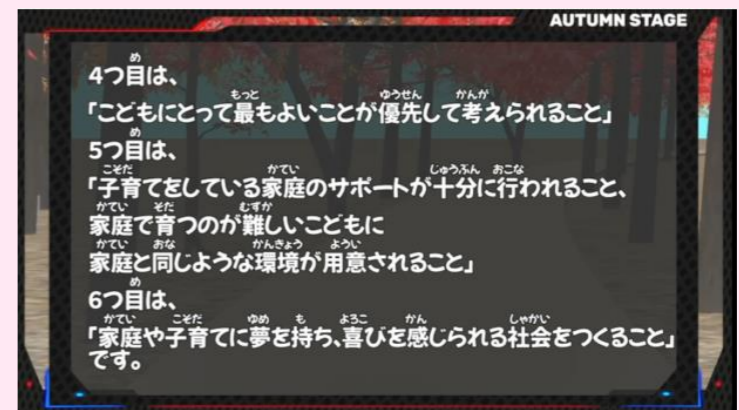 AUTUMN STAGE
4つ目は、
「こどもにとって最もよいことが優先して考えられること」
5つ目は、
「子育てをしている家庭のサポートが十分に行われること、
家庭で育つのが難しいこどもに
家庭と同じような環境が用意されること」
6つ目は、
「家庭や子育てに夢を持ち、喜びを感じられる社会をつくること」
です。